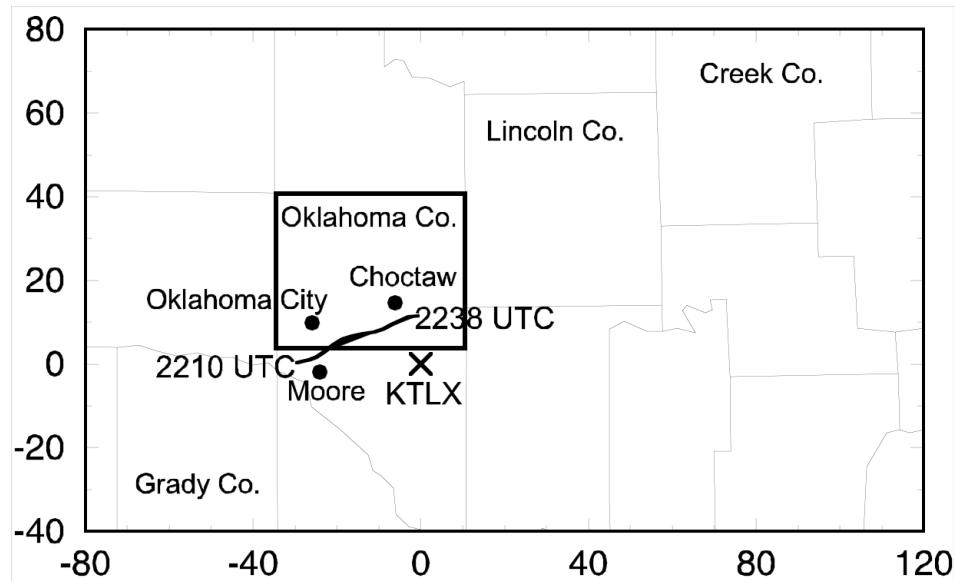 80
Creek Co.
60
Lincoln Co.
40
Oklahoma Co.
Choctaw
20
Oklahoma City
2238 UTC
0
2210 UTC
Moore
KTLX
-20
Grady Co.
-40
-80
-40
0
40
80
120